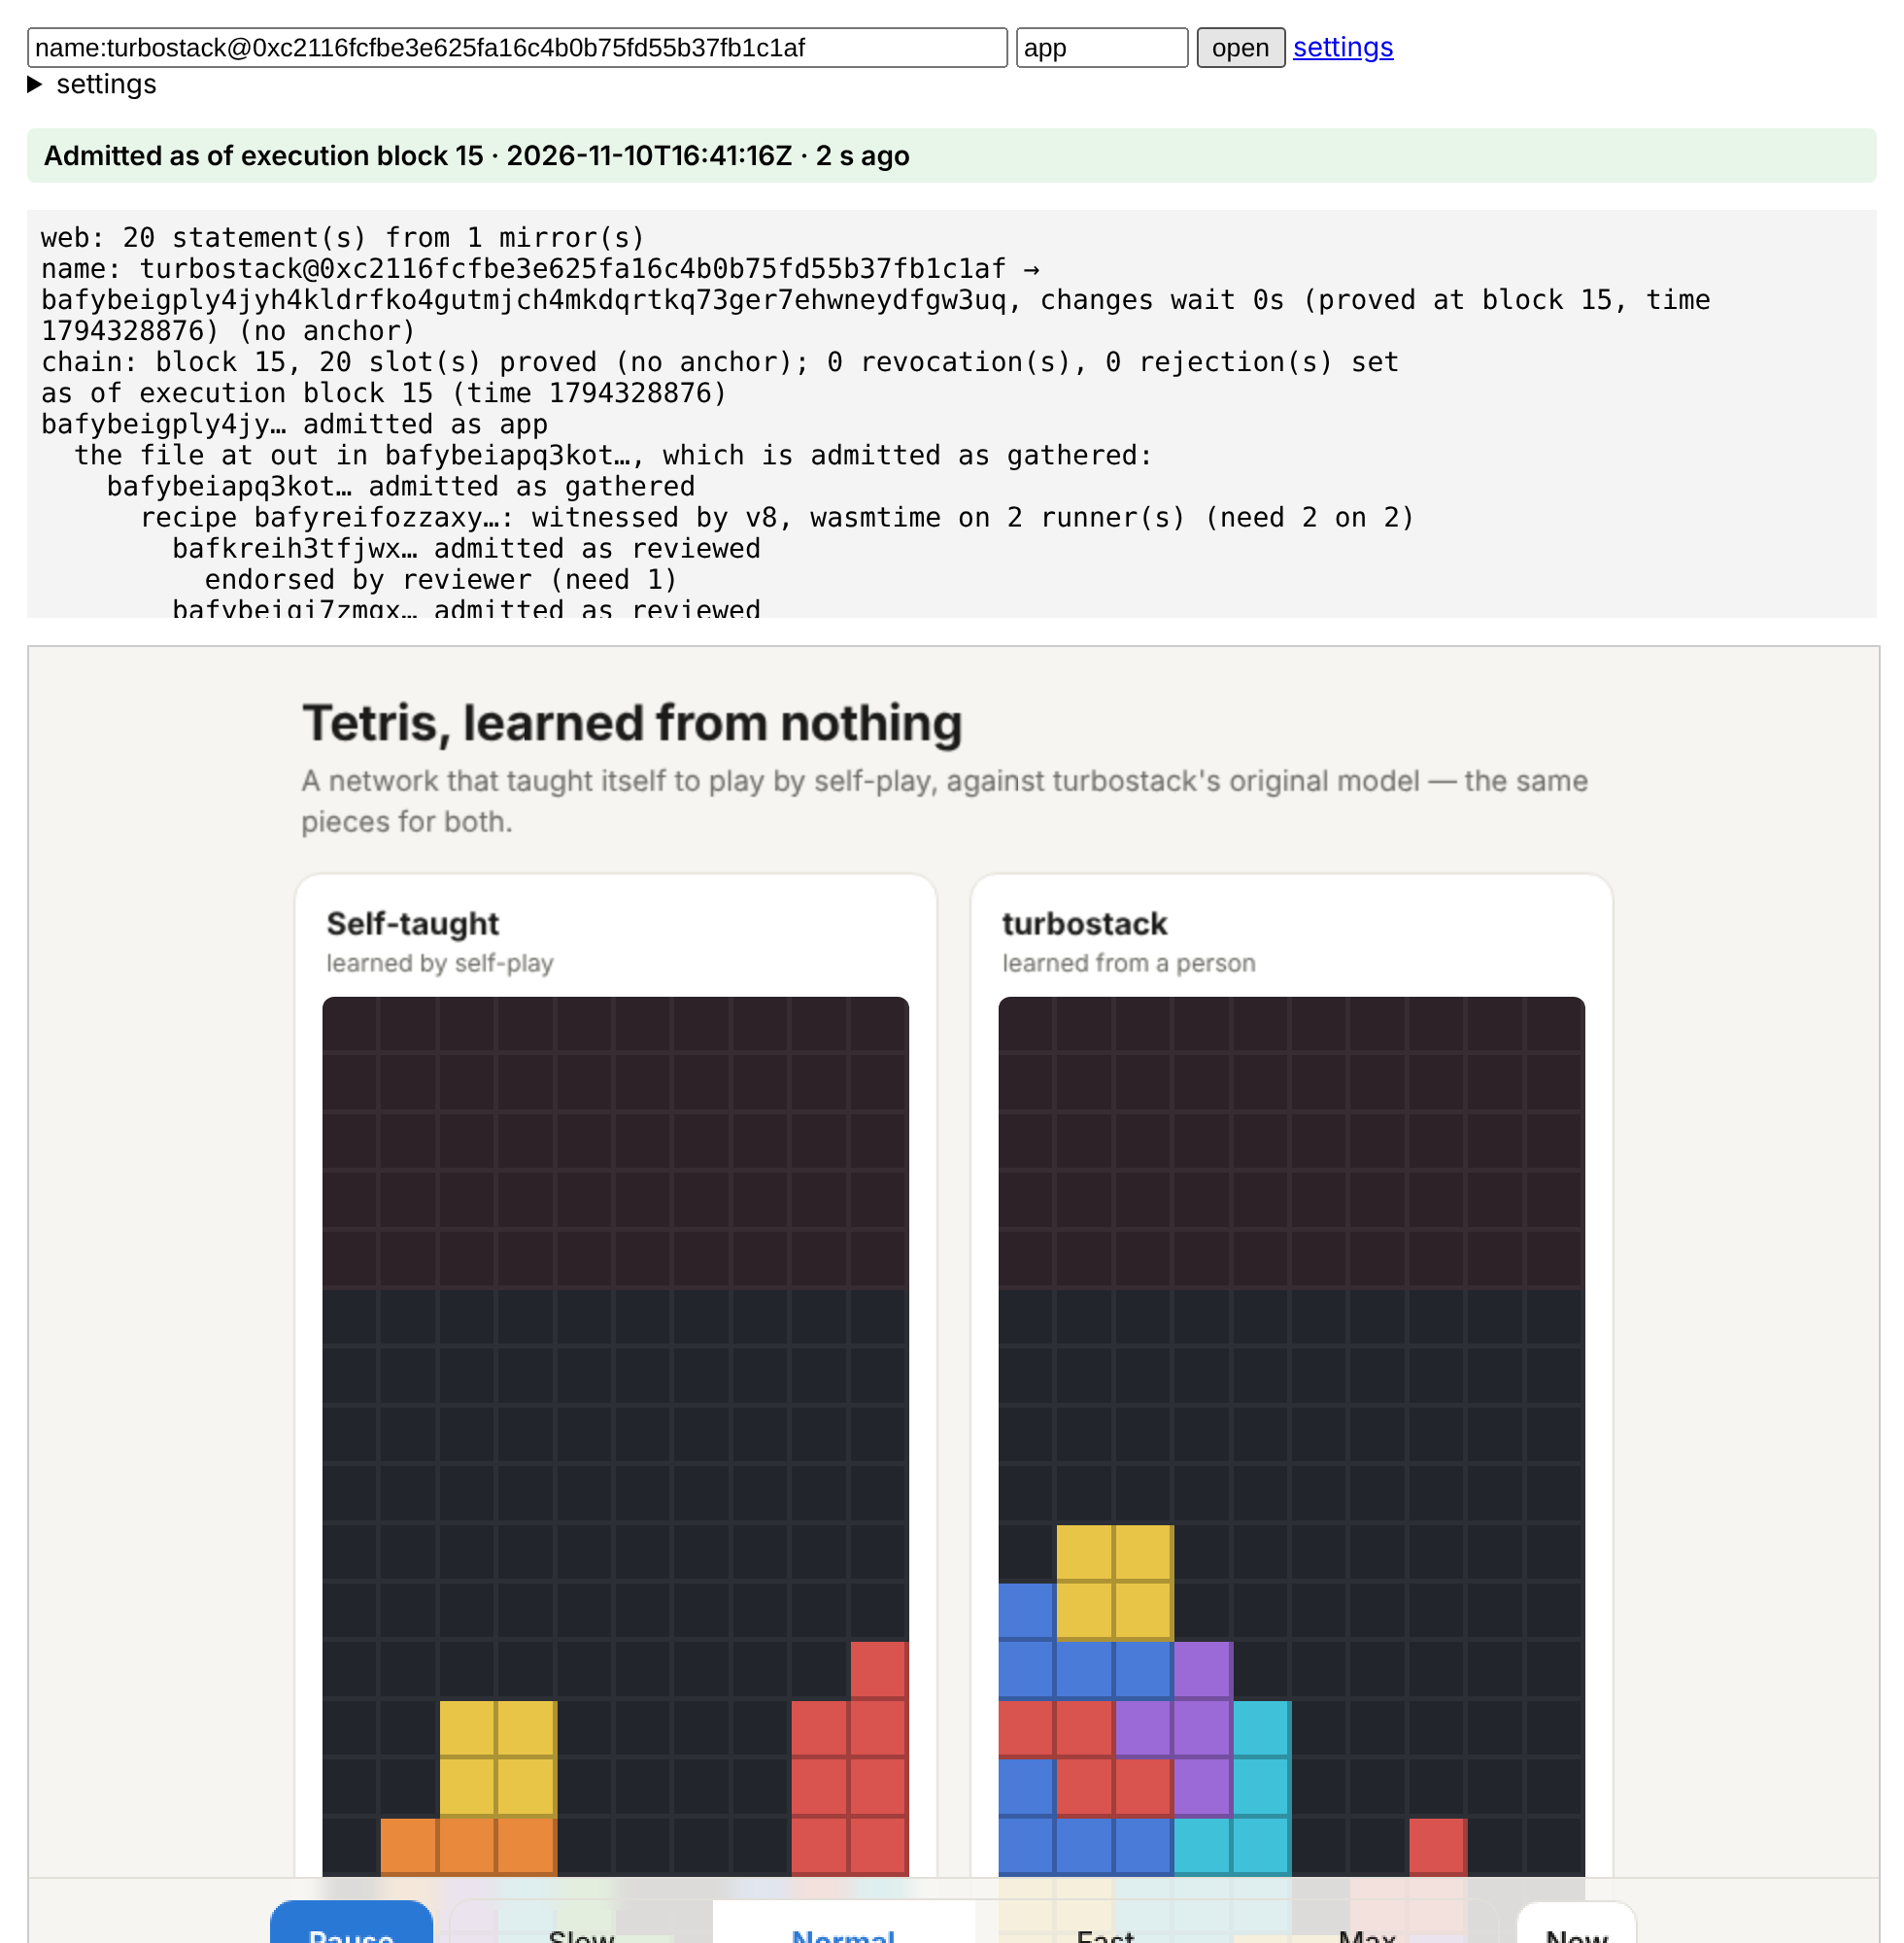 name:turbostack@0xc2116fcfbe3e625fa16c4b0b75fd55b37fb1c1af app open settings
▶ settings
Admitted as of execution block 15 · 2026-11-10T16:41:16Z · 2 s ago
web: 20 statement(s) from 1 mirror(s)
name: turbostack@0xc2116fcfbe3e625fa16c4b0b75fd55b37fb1c1af →
bafybeigply4jyh4kldrfko4gutmjch4mkdqrtkq73ger7ehwneydfgw3uq, changes wait 0s (proved at block 15, time
1794328876) (no anchor)
chain: block 15, 20 slot(s) proved (no anchor); 0 revocation(s), 0 rejection(s) set
as of execution block 15 (time 1794328876)
bafybeigply4jy… admitted as app
the file at out in bafybeiapq3kot…, which is admitted as gathered:
bafybeiapq3kot… admitted as gathered
recipe bafyreifozzaxy…: witnessed by v8, wasmtime on 2 runner(s) (need 2 on 2)
bafkreih3tfjwx… admitted as reviewed
endorsed by reviewer (need 1)
bafybeigi7zmgx… admitted as reviewed
Tetris, learned from nothing
A network that taught itself to play by self-play, against turbostack's original model — the same
pieces for both.
Self-taught
learned by self-play
turbostack
learned from a person
Pause Slow Normal Fast Max New